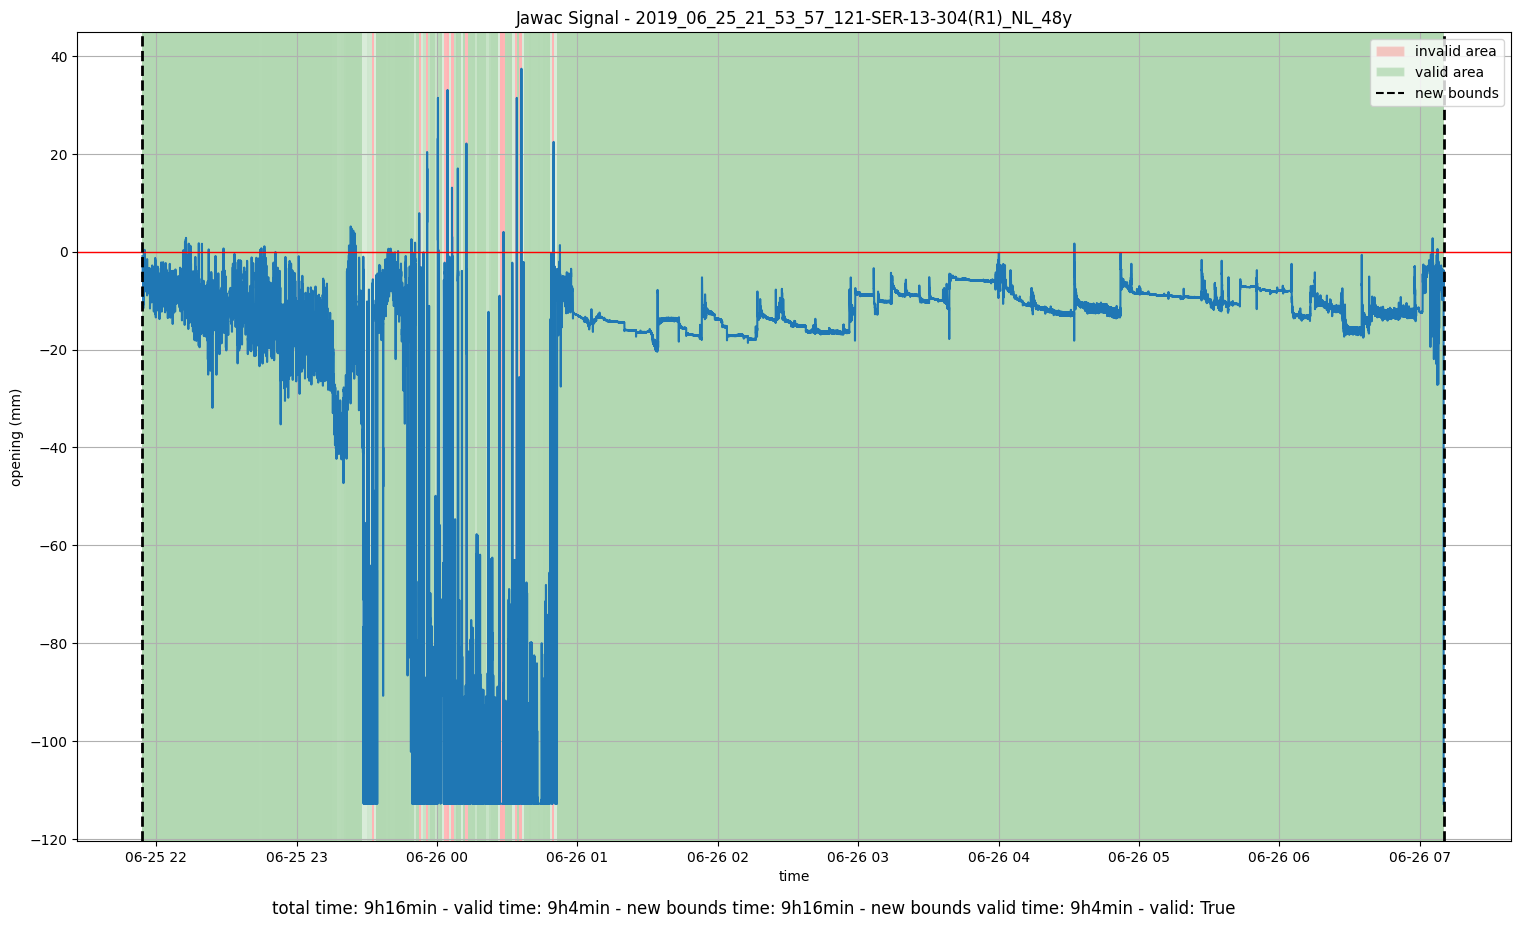 Jawac Signal - 2019_06_25_21_53_57_121-SER-13-304(R1)_NL_48y
invalid area
valid area
new bounds
40
20
0
−20
−40
−60
−80
−100
−120
opening (mm)
06-25 22
06-25 23
06-26 00
06-26 01
06-26 02
06-26 03
06-26 04
06-26 05
06-26 06
06-26 07
time
total time: 9h16min - valid time: 9h4min - new bounds time: 9h16min - new bounds valid time: 9h4min - valid: True